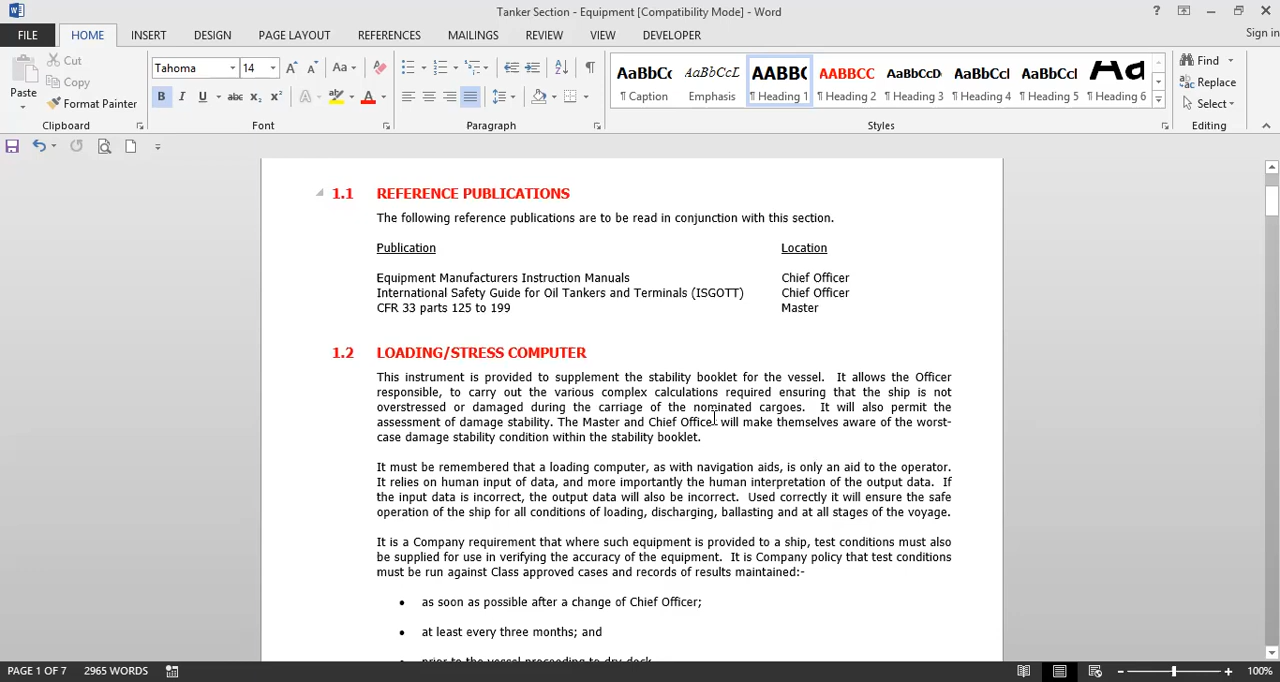 Tanker Section - Equipment [Compatibility Mode] - Word
?
Sign in
FILE HOME INSERT DESIGN PAGE LAYOUT REFERENCES MAILINGS REVIEW VIEW DEVELOPER
Paste
Cut
Copy
Format Painter
Clipboard
Tahoma 14
Aa
B I U abc X₂ X² A A
Font
Paragraph
AaBbCc AaBbCcL AABBC AABBCC AaBbCcD AaBbCcl AaBbCcl AaBbC
¶ Caption Emphasis ¶ Heading 1 ¶ Heading 2 ¶ Heading 3 ¶ Heading 4 ¶ Heading 5 ¶ Heading 6
Styles
Find
Replace
Select
Editing
1.1 REFERENCE PUBLICATIONS
The following reference publications are to be read in conjunction with this section.
Publication Location
Equipment Manufacturers Instruction Manuals Chief Officer
International Safety Guide for Oil Tankers and Terminals (ISGOTT) Chief Officer
CFR 33 parts 125 to 199 Master
1.2 LOADING/STRESS COMPUTER
This instrument is provided to supplement the stability booklet for the vessel. It allows the Officer
responsible, to carry out the various complex calculations required ensuring that the ship is not
overstressed or damaged during the carriage of the nominated cargoes. It will also permit the
assessment of damage stability. The Master and Chief Office will make themselves aware of the worst-
case damage stability condition within the stability booklet.
It must be remembered that a loading computer, as with navigation aids, is only an aid to the operator.
It relies on human input of data, and more importantly the human interpretation of the output data. If
the input data is incorrect, the output data will also be incorrect. Used correctly it will ensure the safe
operation of the ship for all conditions of loading, discharging, ballasting and at all stages of the voyage.
It is a Company requirement that where such equipment is provided to a ship, test conditions must also
be supplied for use in verifying the accuracy of the equipment. It is Company policy that test conditions
must be run against Class approved cases and records of results maintained:-
• as soon as possible after a change of Chief Officer;
• at least every three months; and
• prior to the vessel proceeding to dry-dock
PAGE 1 OF 7 2965 WORDS
100%